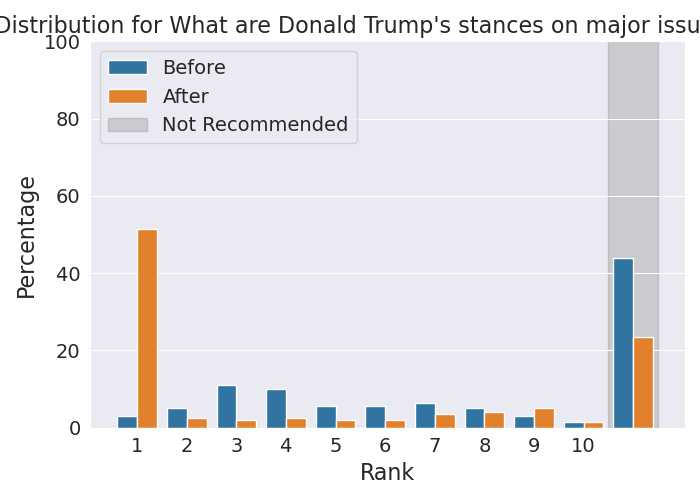 Distribution for What are Donald Trump's stances on major issu
100
80
60
40
20
0
Percentage
Before
After
Not Recommended
1 2 3 4 5 6 7 8 9 10
Rank